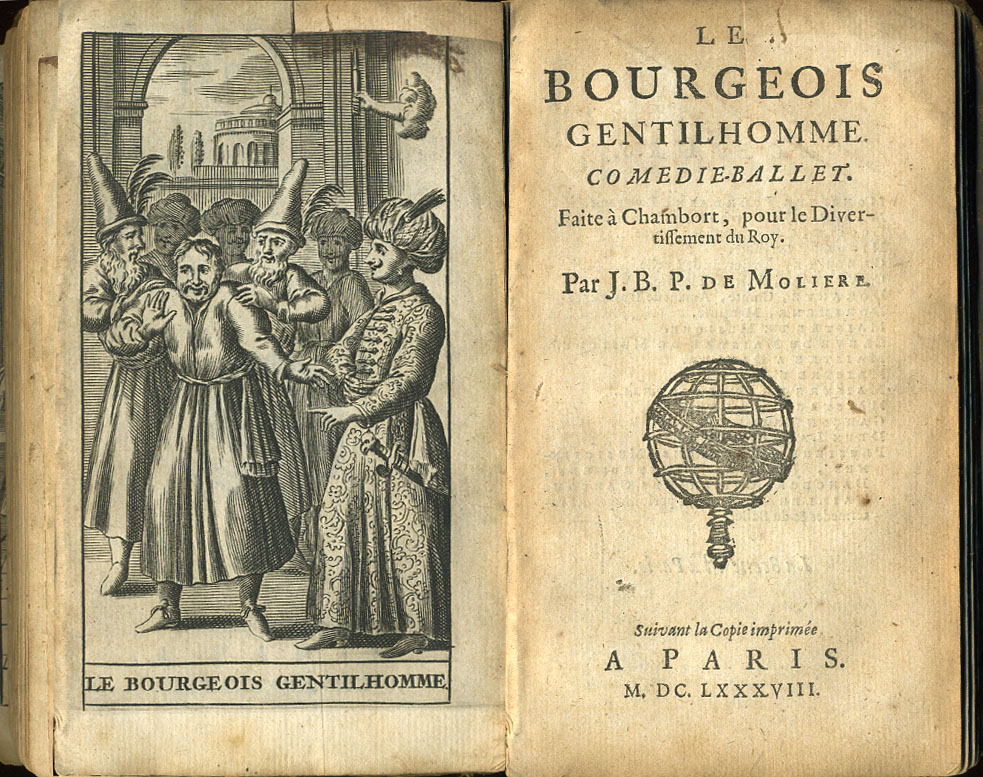 LE BOURGEOIS GENTILHOMME
LE
BOURGEOIS
GENTILHOMME.
COMEDIE-BALLET.
Faite à Chambort, pour le Diver-
tiſſement du Roy.
Par J. B. P. DE MOLIERE.
Suivant la Copie imprimée
A PARIS.
M. DC. LXXXVIII.